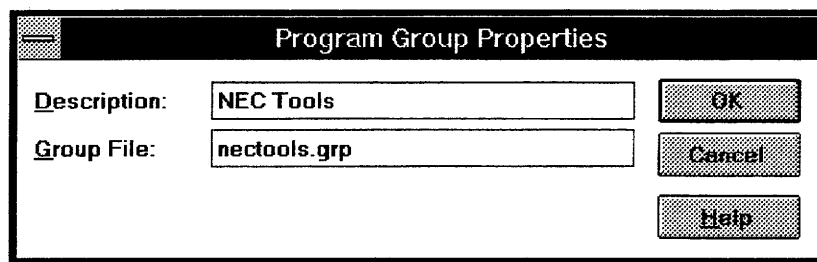 Program Group Properties
Description: NEC Tools OK
Group File: nectools.grp Cancel
Help